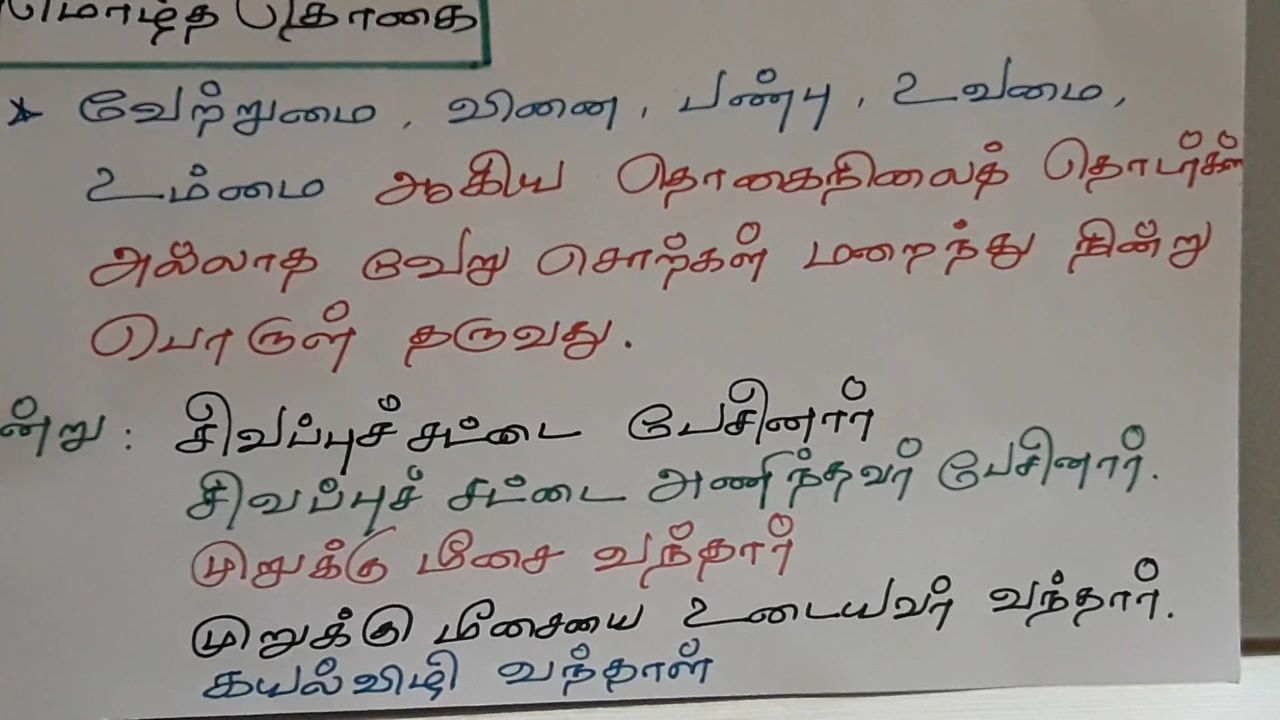 மொழித் தொகை
* வேற்றுமை, வினை, பண்பு, உவமை,
உம்மை ஆகிய தொகைநிலைத் தொடர்கள்
அல்லாத வேறு சொற்கள் மறைந்து நின்று
பொருள் தருவது.
ன்று : சிவப்புச் சட்டை பேசினார்
சிவப்புச் சட்டை அணிந்தவர் பேசினார்.
முறுக்கு மீசை வந்தார்
முறுக்கு மீசையை உடையவர் வந்தார்.
கயல்விழி வந்தாள்